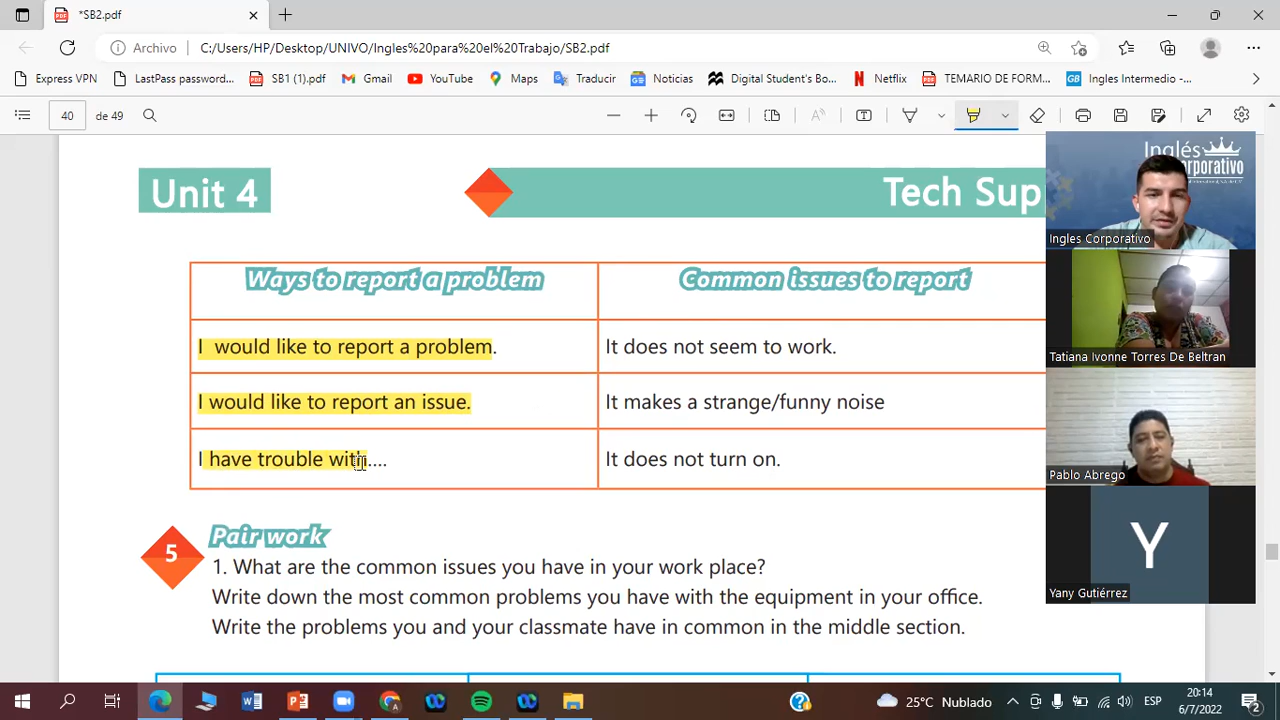 *SB2.pdf
Archivo
C:/Users/HP/Desktop/UNIVO/Ingles%20para%20el%20Trabajo/SB2.pdf
Express VPN
LastPass password...
SB1 (1).pdf
Gmail
YouTube
Maps
Traducir
Noticias
Digital Student's Bo...
Netflix
TEMARIO DE FORM...
Ingles Intermedio -...
40
de 49
Unit 4
Tech Sup
Inglés
Corporativo
Ingles Corporativo
Tatiana Ivonne Torres De Beltran
Pablo Abrego
Y
Yany Gutiérrez
Ways to report a problem
Common issues to report
I would like to report a problem.
It does not seem to work.
I would like to report an issue.
It makes a strange/funny noise
I have trouble with....
It does not turn on.
5
Pair work
1. What are the common issues you have in your work place?
Write down the most common problems you have with the equipment in your office.
Write the problems you and your classmate have in common in the middle section.
25°C Nublado
ESP
20:14
6/7/2022
2